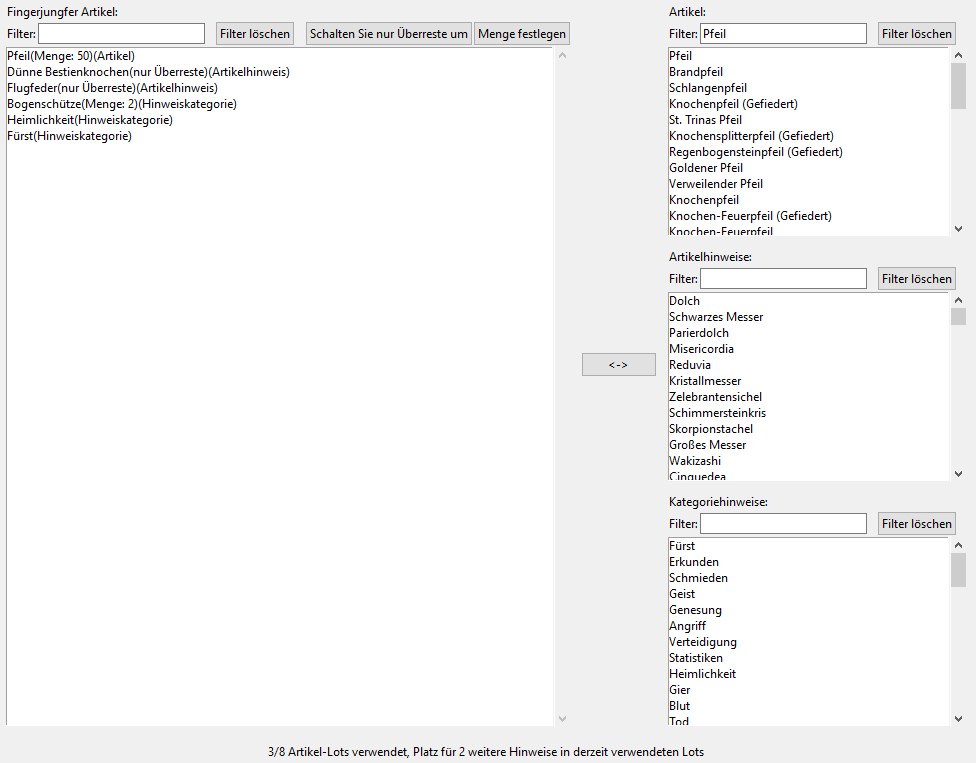 Fingerjungfer Artikel:
Filter:
Filter löschen
Schalten Sie nur Überreste um
Menge festlegen
Pfeil(Menge: 50)(Artikel)
Dünne Bestienknochen(nur Überreste)(Artikelhinweis)
Flugfeder(nur Überreste)(Artikelhinweis)
Bogenschütze(Menge: 2)(Hinweiskategorie)
Heimlichkeit(Hinweiskategorie)
Fürst(Hinweiskategorie)
<->
Artikel:
Filter: Pfeil
Filter löschen
Pfeil
Brandpfeil
Schlangenpfeil
Knochenpfeil (Gefiedert)
St. Trinas Pfeil
Knochensplitterpfeil (Gefiedert)
Regenbogensteinpfeil (Gefiedert)
Goldener Pfeil
Verweilender Pfeil
Knochenpfeil
Knochen-Feuerpfeil (Gefiedert)
Knochen-Feuerpfeil
Artikelhinweise:
Filter:
Filter löschen
Dolch
Schwarzes Messer
Parierdolch
Misericordia
Reduvia
Kristallmesser
Zelebrantensichel
Schimmersteinkris
Skorpionstachel
Großes Messer
Wakizashi
Cinquedea
Kategoriehinweise:
Filter:
Filter löschen
Fürst
Erkunden
Schmieden
Geist
Genesung
Angriff
Verteidigung
Statistiken
Heimlichkeit
Gier
Blut
Tod
3/8 Artikel-Lots verwendet, Platz für 2 weitere Hinweise in derzeit verwendeten Lots